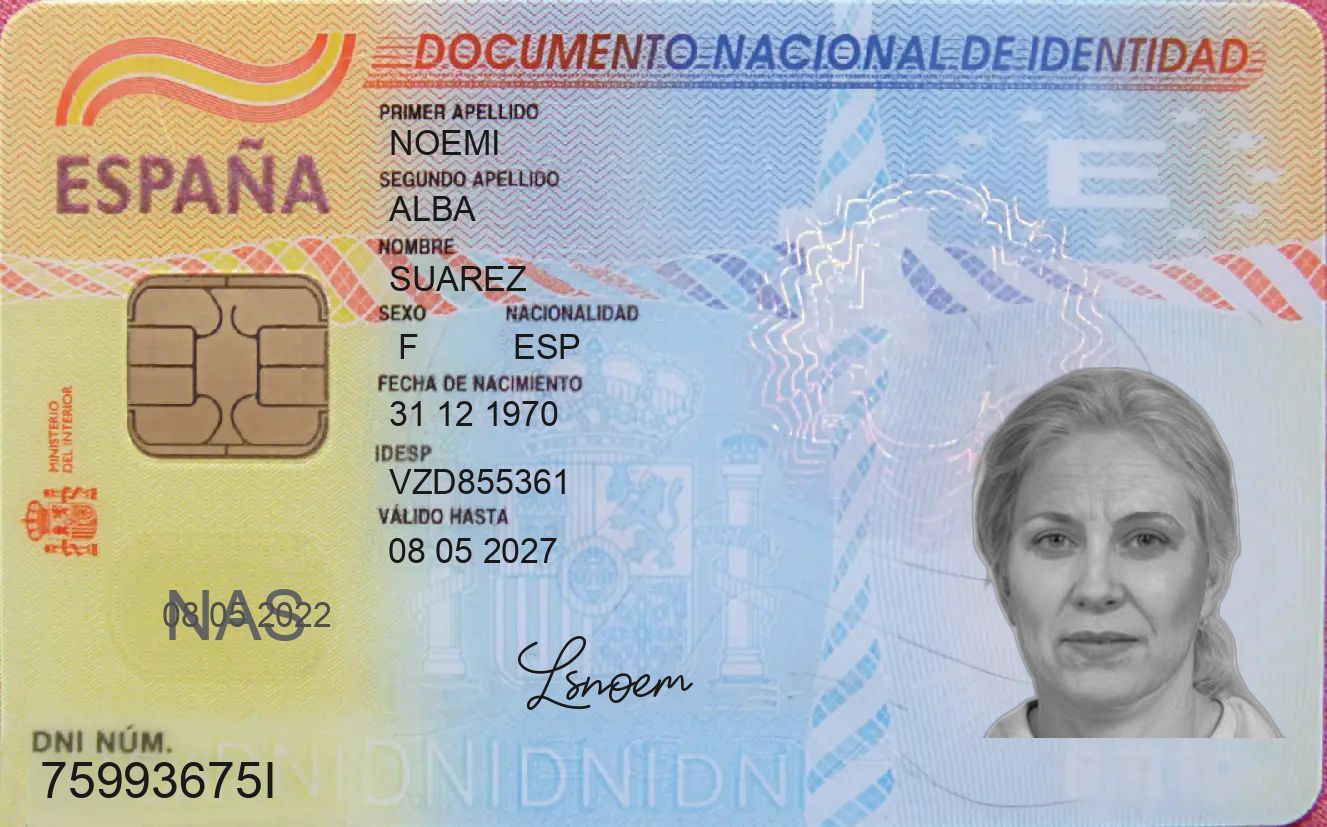 DOCUMENTO NACIONAL DE IDENTIDAD
ESPAÑA
PRIMER APELLIDO
NOEMI
SEGUNDO APELLIDO
ALBA
NOMBRE
SUAREZ
SEXO NACIONALIDAD
F ESP
FECHA DE NACIMIENTO
31 12 1970
IDESP
VZD855361
VÁLIDO HASTA
08 05 2027
MINISTERIO
DEL INTERIOR
E
NAS
08 05 2022
Lsnoem
DNI NÚM.
75993675I
DNIDNIDNIDNI